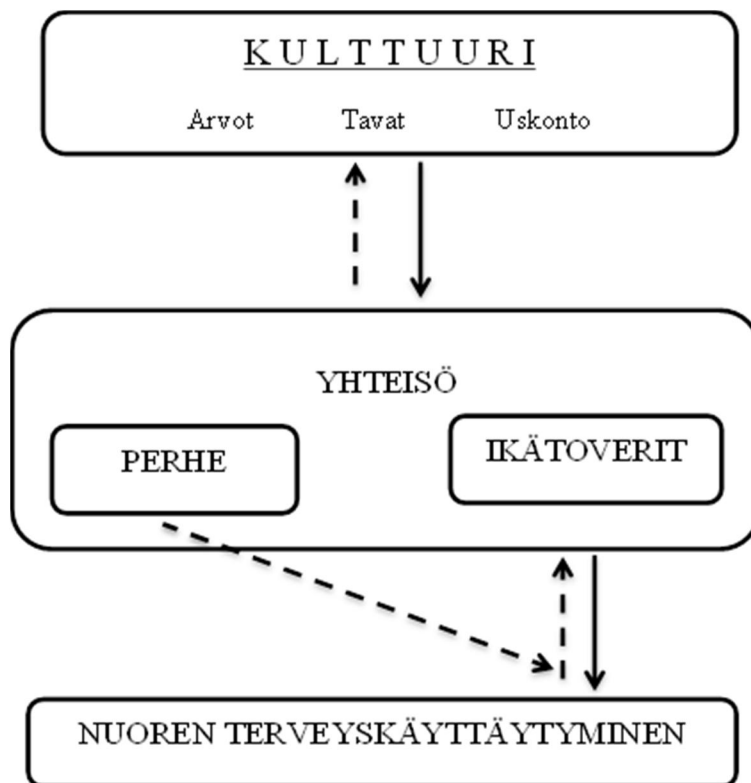 KULTTUURI
Arvot Tavat Uskonto
YHTEISÖ
PERHE IKÄTOVERIT
NUOREN TERVEYSKÄYTTÄYTYMINEN